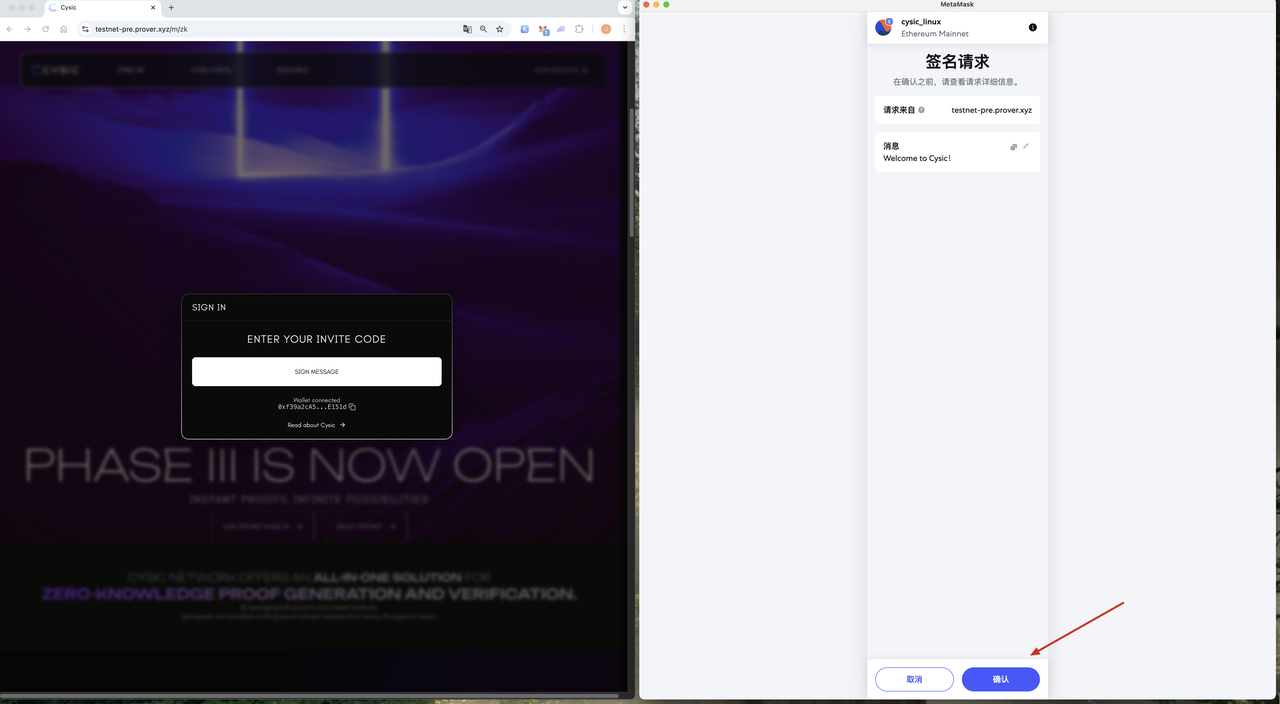 Cysic
testnet-pre.prover.xyz/m/zk
CYSIC
SIGN IN
ENTER YOUR INVITE CODE
SIGN MESSAGE
Wallet connected
0xf39a2cA5...E151d
Read about Cysic →
PHASE III IS NOW OPEN
INSTANT PROOFS, INFINITE POSSIBILITIES
CYSIC NETWORK OFFERS AN ALL-IN-ONE SOLUTION FOR
ZERO-KNOWLEDGE PROOF GENERATION AND VERIFICATION.
MetaMask
cysic_linux
Ethereum Mainnet
签名请求
在确认之前，请查看请求详细信息。
请求来自
testnet-pre.prover.xyz
消息
Welcome to Cysic!
取消
确认